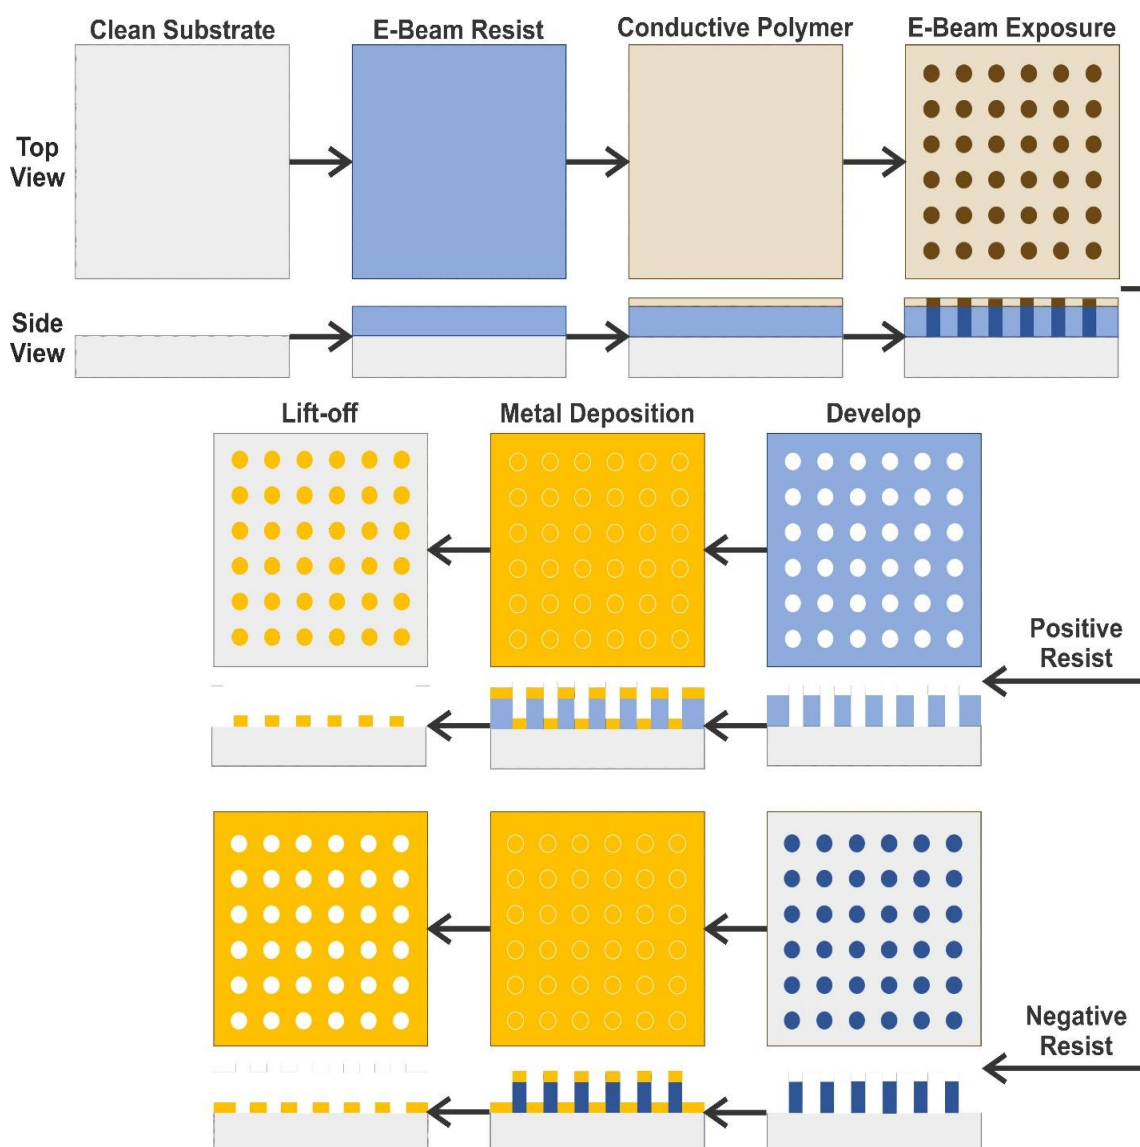 Clean Substrate
E-Beam Resist
Conductive Polymer
E-Beam Exposure
Top
View
Side
View
Lift-off
Metal Deposition
Develop
Positive
Resist
Negative
Resist